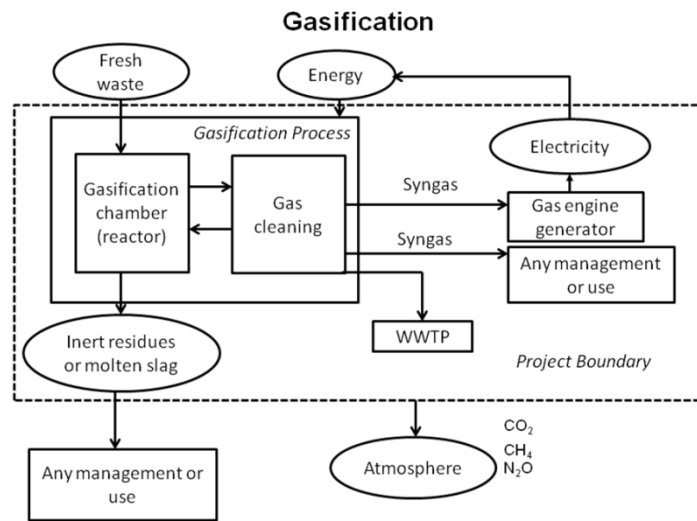 Gasification
Fresh
waste
Energy
Gasification Process
Electricity
Gasification
chamber
(reactor)
Gas
cleaning
Syngas
Gas engine
generator
Syngas
Any management
or use
WWTP
Inert residues
or molten slag
Project Boundary
Any management or
use
Atmosphere
CO₂
CH₄
N₂O